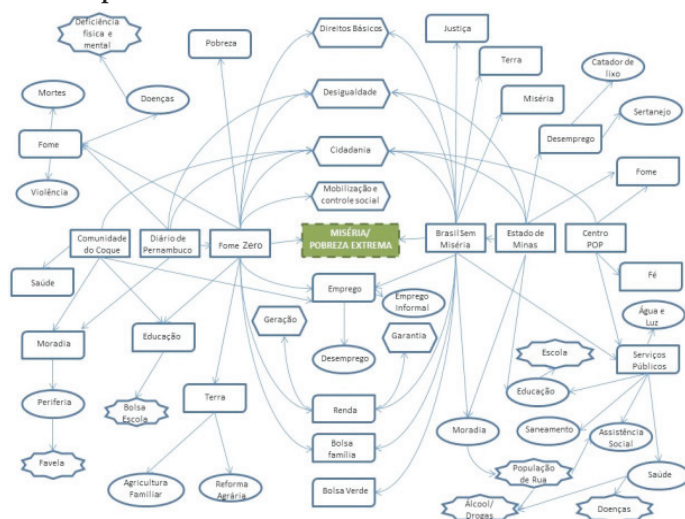 Deficiência
física e
mental
Pobreza
Direitos Básicos
Justiça
Terra
Catador de
lixo
Mortes
Doenças
Desigualdade
Miséria
Sertanejo
Desemprego
Fome
Cidadania
Fome
Violência
Mobilização e
controle social
Comunidade
do Coque
Diário de
Pernambuco
Fome Zero
MISÉRIA/
POBREZA EXTREMA
Brasil Sem
Miséria
Estado de
Minas
Centro
POP
Saúde
Emprego
Emprego
Informal
Fé
Geração
Garantia
Água e
Luz
Moradia
Educação
Desemprego
Escola
Serviços
Públicos
Periferia
Bolsa
Escola
Terra
Renda
Educação
Moradia
Saneamento
Assistência
Social
Favela
Bolsa
família
População
de Rua
Saúde
Agricultura
Familiar
Reforma
Agrária
Bolsa Verde
Álcool/
Drogas
Doenças